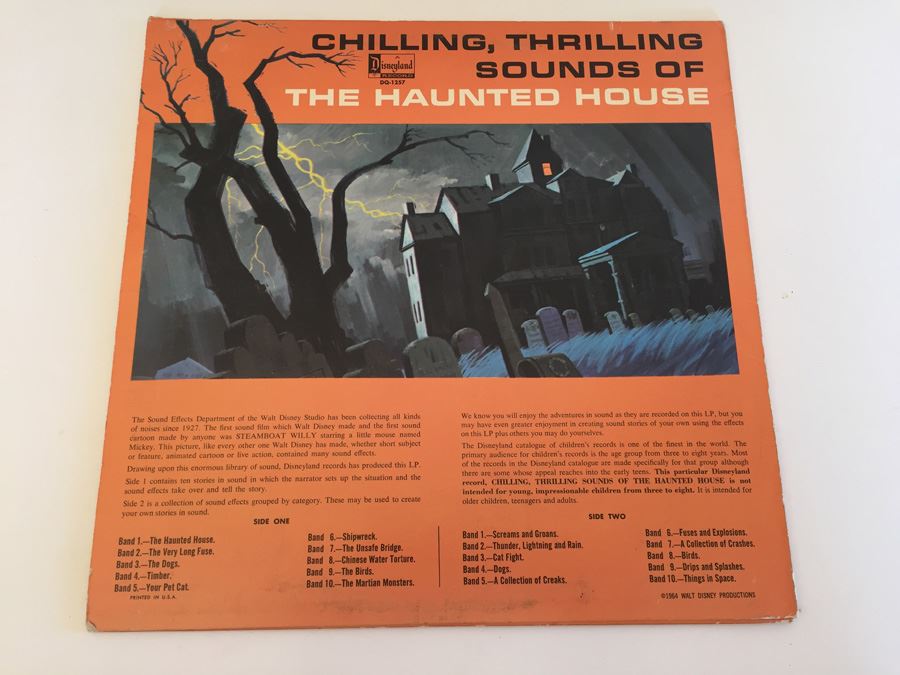 CHILLING, THRILLING
SOUNDS OF
THE HAUNTED HOUSE
Disneyland
RECORDS
DQ-1257
The Sound Effects Department of the Walt Disney Studio has been collecting all kinds
of noises since 1927. The first sound film which Walt Disney made and the first sound
cartoon made by anyone was STEAMBOAT WILLY starring a little mouse named
Mickey. This picture, like every other one Walt Disney has made, whether short subject
or feature, animated cartoon or live action, contained many sound effects.
Drawing upon this enormous library of sound, Disneyland records has produced this LP.
Side 1 contains ten stories in sound in which the narrator sets up the situation and the
sound effects take over and tell the story.
Side 2 is a collection of sound effects grouped by category. These may be used to create
your own stories in sound.
We know you will enjoy the adventures in sound as they are recorded on this LP, but you
may have even greater enjoyment in creating sound stories of your own using the effects
on this LP plus others you may do yourselves.
The Disneyland catalogue of children's records is one of the finest in the world. The
primary audience for children's records is the age group from three to eight years. Most
of the records in the Disneyland catalogue are made specifically for that group although
there are some whose appeal reaches into the early teens. This particular Disneyland
record, CHILLING, THRILLING SOUNDS OF THE HAUNTED HOUSE is not
intended for young, impressionable children from three to eight. It is intended for
older children, teenagers and adults.
SIDE ONE
Band 1.—The Haunted House.
Band 2.—The Very Long Fuse.
Band 3.—The Dogs.
Band 4.—Timber.
Band 5.—Your Pet Cat.
Band 6.—Shipwreck.
Band 7.—The Unsafe Bridge.
Band 8.—Chinese Water Torture.
Band 9.—The Birds.
Band 10.—The Martian Monsters.
PRINTED IN U.S.A.
SIDE TWO
Band 1.—Screams and Groans.
Band 2.—Thunder, Lightning and Rain.
Band 3.—Cat Fight.
Band 4.—Dogs.
Band 5.—A Collection of Creaks.
Band 6.—Fuses and Explosions.
Band 7.—A Collection of Crashes.
Band 8.—Birds.
Band 9.—Drips and Splashes.
Band 10.—Things in Space.
©1964 WALT DISNEY PRODUCTIONS